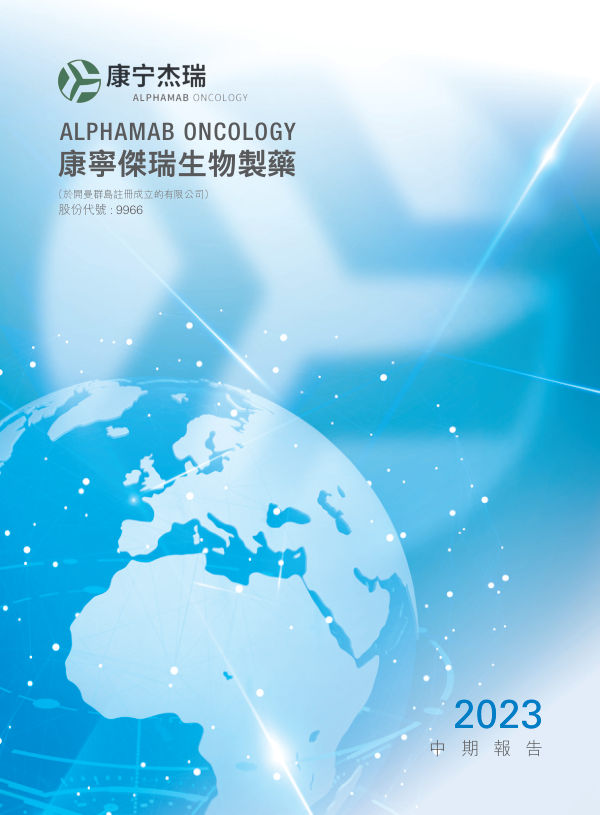 康宁杰瑞
ALPHAMAB ONCOLOGY
ALPHAMAB ONCOLOGY
康寧傑瑞生物製藥
（於開曼群島註冊成立的有限公司）
股份代號 : 9966
2023
中期報告